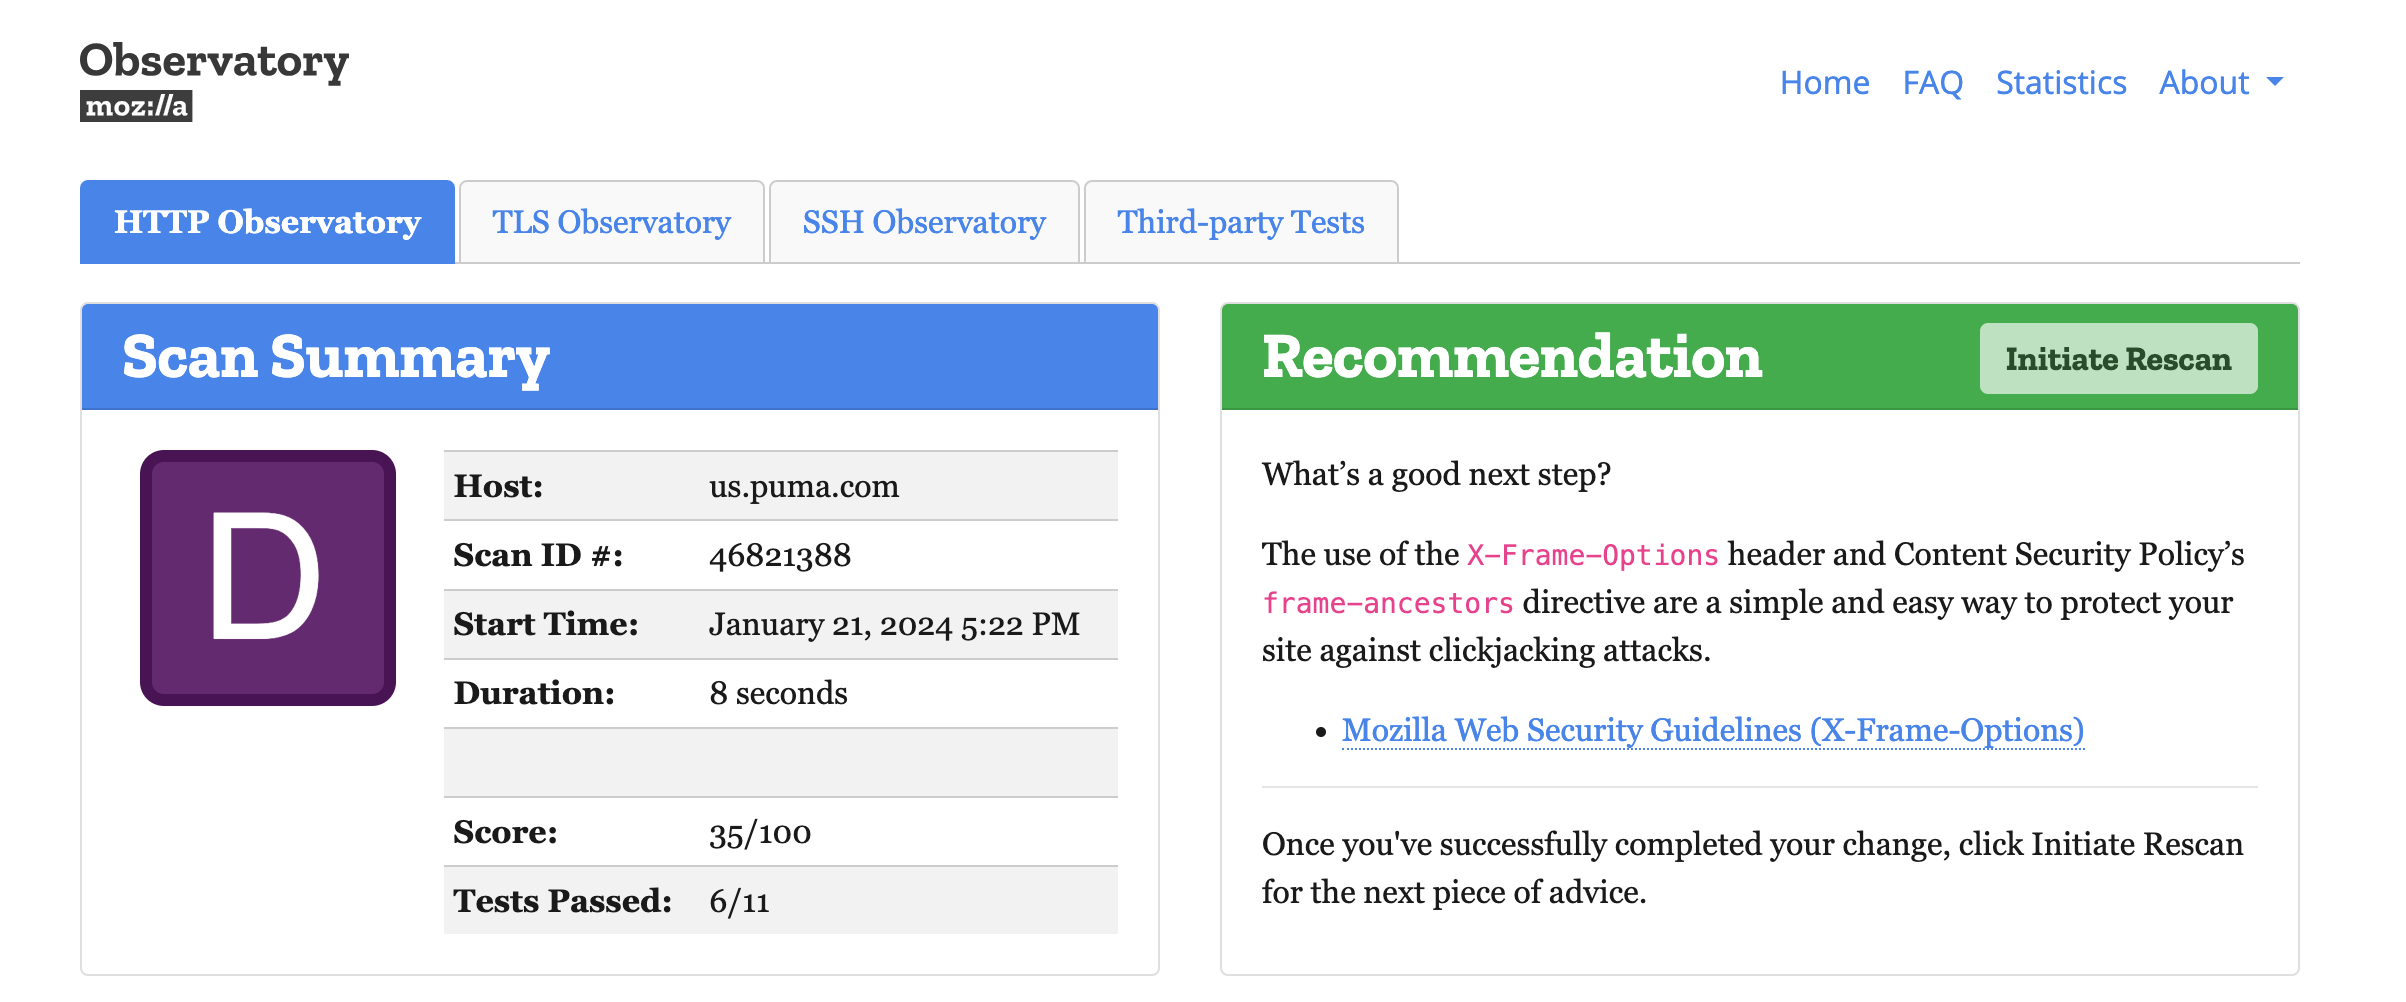 Observatory
moz://a
Home FAQ Statistics About
HTTP Observatory TLS Observatory SSH Observatory Third-party Tests
Scan Summary
D
Host: us.puma.com
Scan ID #: 46821388
Start Time: January 21, 2024 5:22 PM
Duration: 8 seconds
Score: 35/100
Tests Passed: 6/11
Recommendation
Initiate Rescan
What’s a good next step?
The use of the X-Frame-Options header and Content Security Policy’s
frame-ancestors directive are a simple and easy way to protect your
site against clickjacking attacks.
• Mozilla Web Security Guidelines (X-Frame-Options)
Once you've successfully completed your change, click Initiate Rescan
for the next piece of advice.